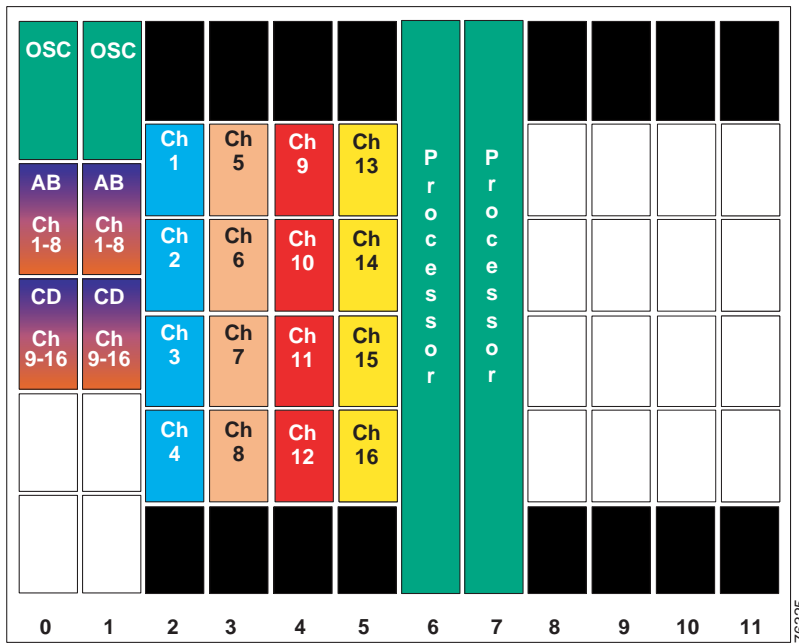 OSC OSC
Ch 1
Ch 5
Ch 9
Ch 13
Processor
Processor
AB Ch 1-8
AB Ch 1-8
Ch 2
Ch 6
Ch 10
Ch 14
CD Ch 9-16
CD Ch 9-16
Ch 3
Ch 7
Ch 11
Ch 15
Ch 4
Ch 8
Ch 12
Ch 16
0 1 2 3 4 5 6 7 8 9 10 11